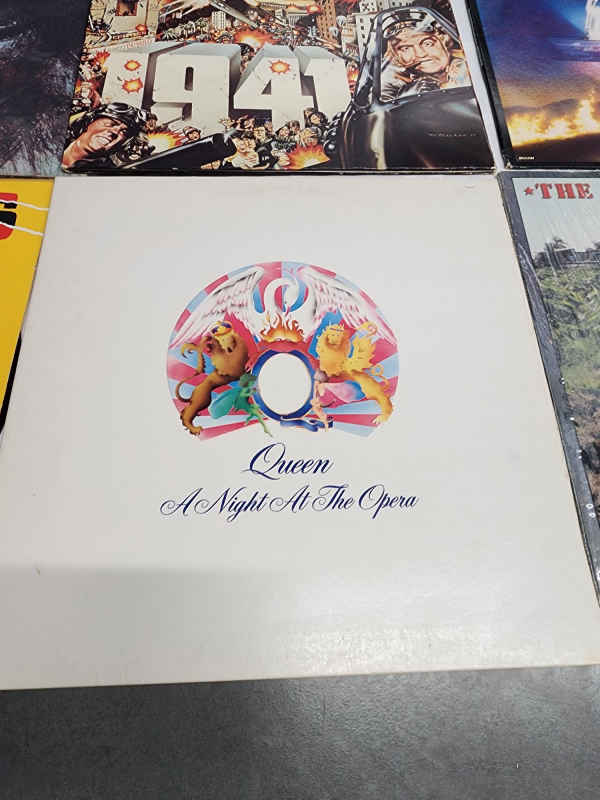 1941
★THE
Queen
A Night At The Opera